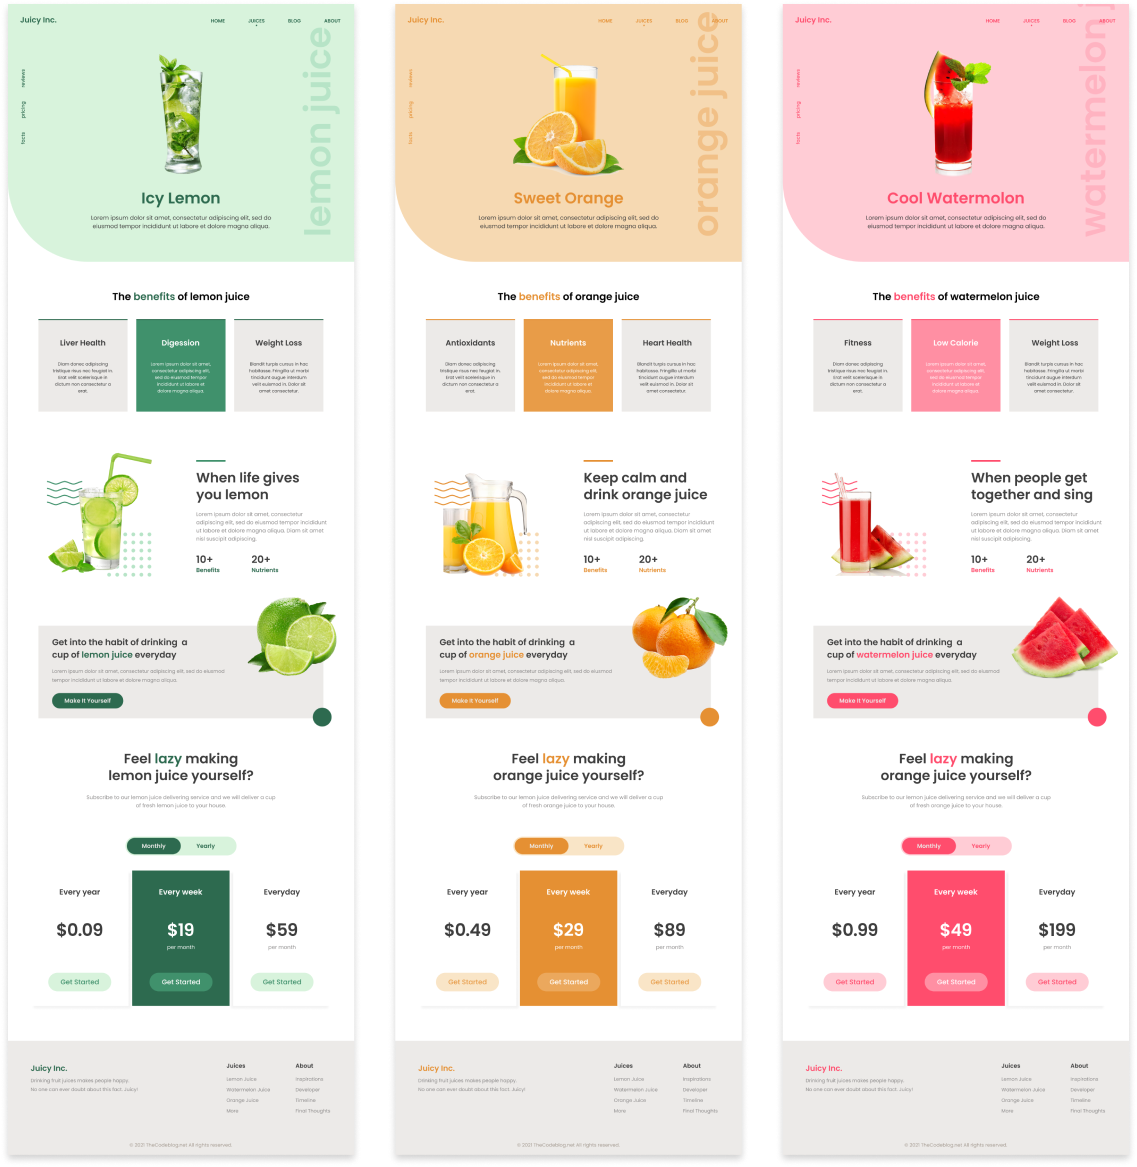 Juicy Inc.
HOME JUICES BLOG ABOUT
reviews
pricing
facts
lemon juice
Icy Lemon
Lorem ipsum dolor sit amet, consectetur adipiscing elit, sed do
eiusmod tempor incididunt ut labore et dolore magna aliqua.
The benefits of lemon juice
Liver Health
Diam donec adipiscing
tristique risus nec feugiat in.
Erat velit scelerisque in
dictum non consectetur a
erat.
Digession
Lorem ipsum dolor sit amet,
consectetur adipiscing elit,
sed do eiusmod tempor
incididunt ut labore et
dolore magna aliqua.
Weight Loss
Blandit turpis cursus in hac
habitasse. Fringilla ut morbi
tincidunt augue interdum
velit euismod in. Dolor sit
amet consectetur.
When life gives
you lemon
Lorem ipsum dolor sit amet, consectetur
adipiscing elit, sed do eiusmod tempor incididunt
ut labore et dolore magna aliqua. Diam sit amet
nisl suscipit adipiscing.
10+ 20+
Benefits Nutrients
Get into the habit of drinking a
cup of lemon juice everyday
Lorem ipsum dolor sit amet, consectetur adipiscing elit, sed do eiusmod
tempor incididunt ut labore et dolore magna aliqua.
Make It Yourself
Feel lazy making
lemon juice yourself?
Subscribe to our lemon juice delivering service and we will deliver a cup
of fresh lemon juice to your house.
Monthly Yearly
Every year Every week Everyday
$0.09 $19 $59
per month per month
Get Started Get Started Get Started
Juicy Inc.
Drinking fruit juices makes people happy.
No one can ever doubt about this fact. Juicy!
Juices
Lemon Juice
Watermelon Juice
Orange Juice
More
About
Inspirations
Developer
Timeline
Final Thoughts
© 2021 TheCodeblog.net All rights reserved.
Juicy Inc.
HOME JUICES BLOG ABOUT
reviews
pricing
facts
orange juice
Sweet Orange
Lorem ipsum dolor sit amet, consectetur adipiscing elit, sed do
eiusmod tempor incididunt ut labore et dolore magna aliqua.
The benefits of orange juice
Antioxidants
Diam donec adipiscing
tristique risus nec feugiat in.
Erat velit scelerisque in
dictum non consectetur a
erat.
Nutrients
Lorem ipsum dolor sit amet,
consectetur adipiscing elit,
sed do eiusmod tempor
incididunt ut labore et
dolore magna aliqua.
Heart Health
Blandit turpis cursus in hac
habitasse. Fringilla ut morbi
tincidunt augue interdum
velit euismod in. Dolor sit
amet consectetur.
Keep calm and
drink orange juice
Lorem ipsum dolor sit amet, consectetur
adipiscing elit, sed do eiusmod tempor incididunt
ut labore et dolore magna aliqua. Diam sit amet
nisl suscipit adipiscing.
10+ 20+
Benefits Nutrients
Get into the habit of drinking a
cup of orange juice everyday
Lorem ipsum dolor sit amet, consectetur adipiscing elit, sed do eiusmod
tempor incididunt ut labore et dolore magna aliqua.
Make It Yourself
Feel lazy making
orange juice yourself?
Subscribe to our lemon juice delivering service and we will deliver a cup
of fresh orange juice to your house.
Monthly Yearly
Every year Every week Everyday
$0.49 $29 $89
per month per month
Get Started Get Started Get Started
Juicy Inc.
Drinking fruit juices makes people happy.
No one can ever doubt about this fact. Juicy!
Juices
Lemon Juice
Watermelon Juice
Orange Juice
More
About
Inspirations
Developer
Timeline
Final Thoughts
© 2021 TheCodeblog.net All rights reserved.
Juicy Inc.
HOME JUICES BLOG ABOUT
reviews
pricing
facts
watermelon j
Cool Watermolon
Lorem ipsum dolor sit amet, consectetur adipiscing elit, sed do
eiusmod tempor incididunt ut labore et dolore magna aliqua.
The benefits of watermelon juice
Fitness
Diam donec adipiscing
tristique risus nec feugiat in.
Erat velit scelerisque in
dictum non consectetur a
erat.
Low Calorie
Lorem ipsum dolor sit amet,
consectetur adipiscing elit,
sed do eiusmod tempor
incididunt ut labore et
dolore magna aliqua.
Weight Loss
Blandit turpis cursus in hac
habitasse. Fringilla ut morbi
tincidunt augue interdum
velit euismod in. Dolor sit
amet consectetur.
When people get
together and sing
Lorem ipsum dolor sit amet, consectetur
adipiscing elit, sed do eiusmod tempor incididunt
ut labore et dolore magna aliqua. Diam sit amet
nisl suscipit adipiscing.
10+ 20+
Benefits Nutrients
Get into the habit of drinking a
cup of watermelon juice everyday
Lorem ipsum dolor sit amet, consectetur adipiscing elit, sed do eiusmod
tempor incididunt ut labore et dolore magna aliqua.
Make It Yourself
Feel lazy making
orange juice yourself?
Subscribe to our lemon juice delivering service and we will deliver a cup
of fresh orange juice to your house.
Monthly Yearly
Every year Every week Everyday
$0.99 $49 $199
per month per month
Get Started Get Started Get Started
Juicy Inc.
Drinking fruit juices makes people happy.
No one can ever doubt about this fact. Juicy!
Juices
Lemon Juice
Watermelon Juice
Orange Juice
More
About
Inspirations
Developer
Timeline
Final Thoughts
© 2021 TheCodeblog.net All rights reserved.